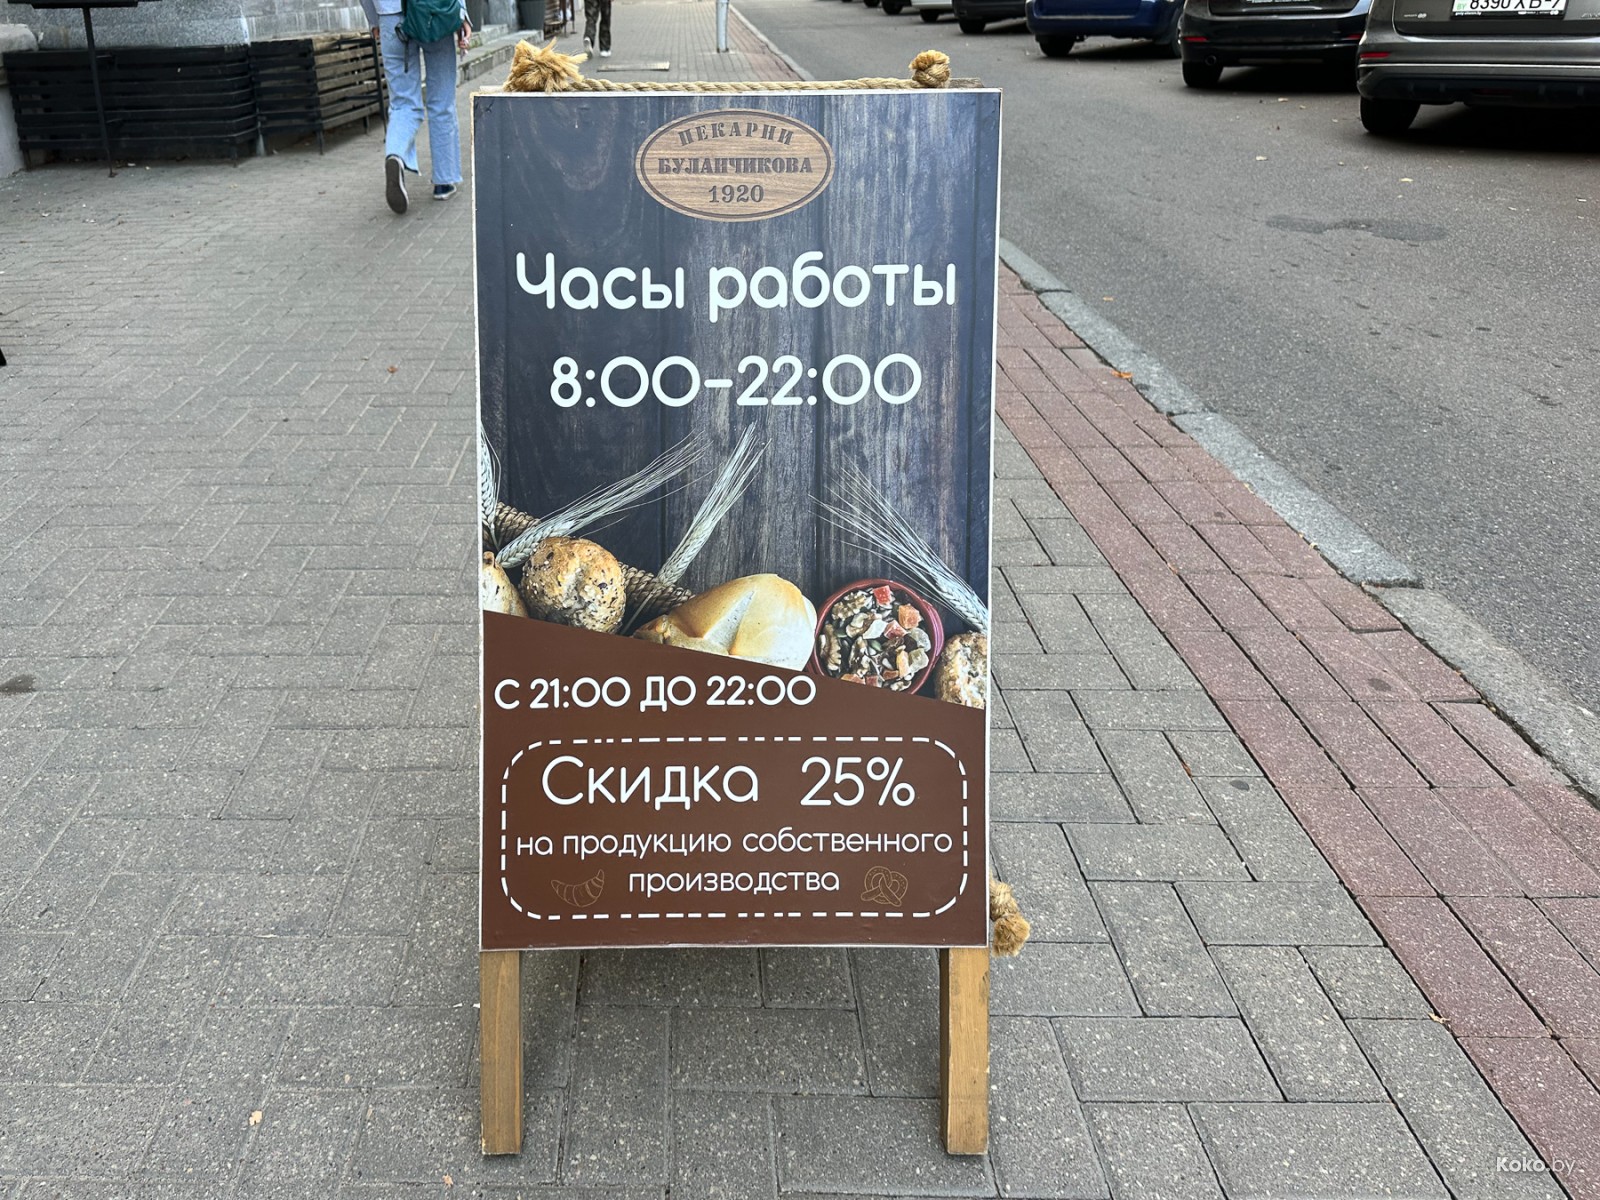 ПЕКАРНИ
БУЛАНЧИКОВА
1920
Часы работы
8:00-22:00
С 21:00 ДО 22:00
Скидка 25%
на продукцию собственного
производства
Koko.by